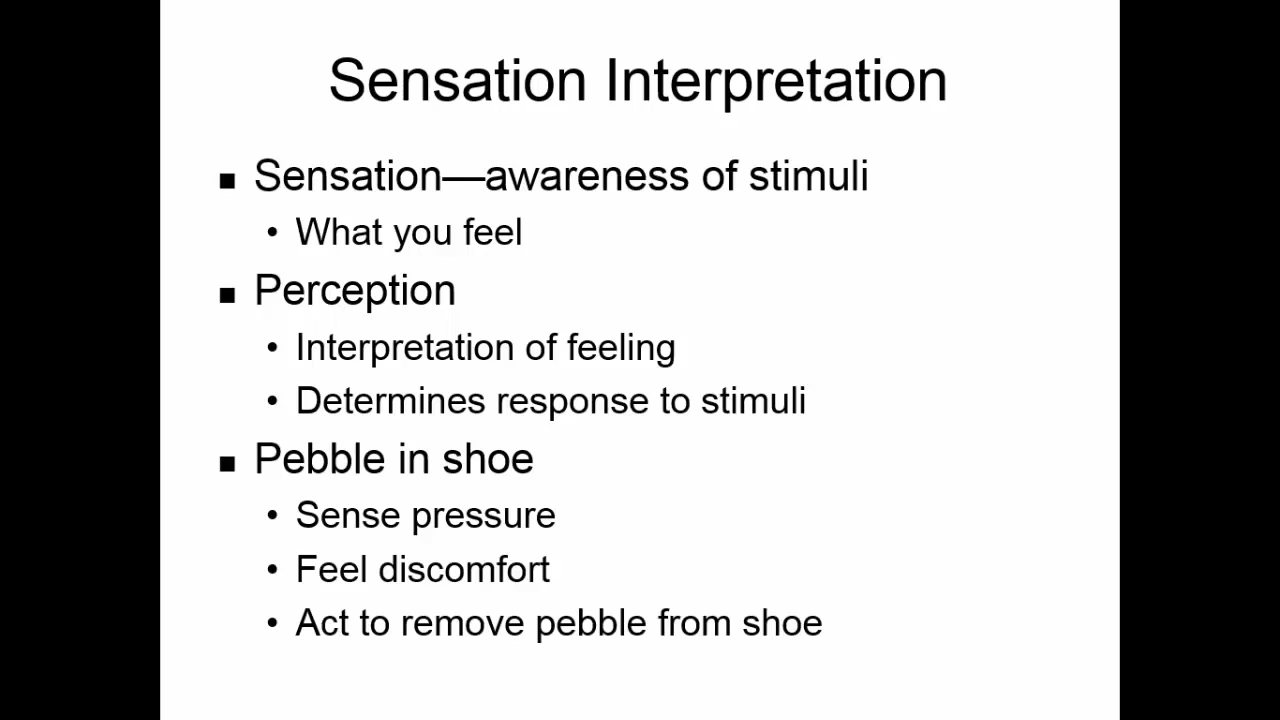 Sensation Interpretation
▪ Sensation—awareness of stimuli
• What you feel
▪ Perception
• Interpretation of feeling
• Determines response to stimuli
▪ Pebble in shoe
• Sense pressure
• Feel discomfort
• Act to remove pebble from shoe